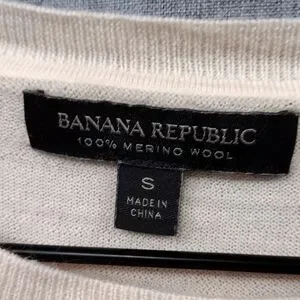 BANANA REPUBLIC
100% MERINO WOOL
S
MADE IN
CHINA